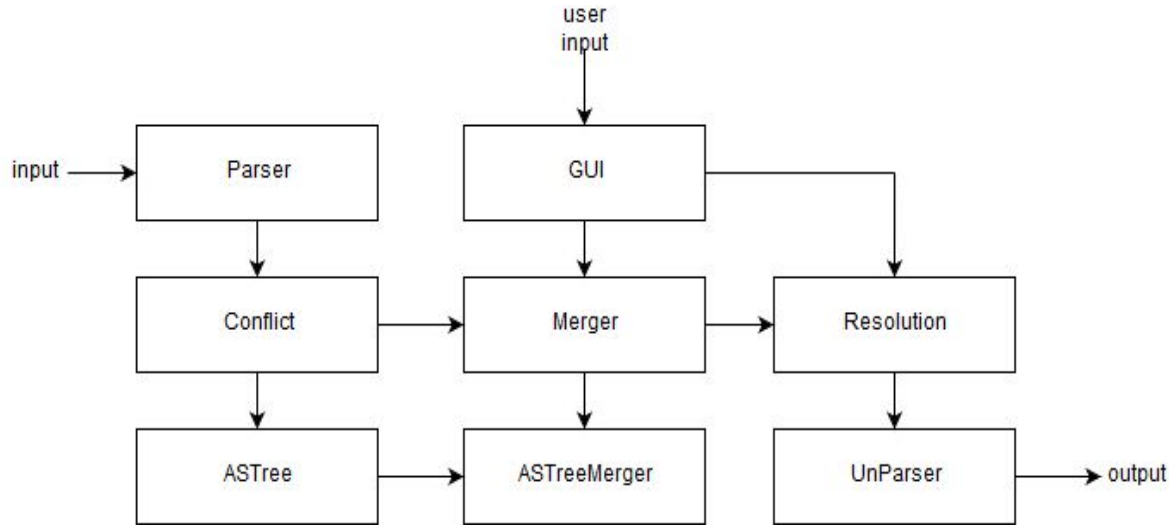 user
input
input
Parser
GUI
Conflict
Merger
Resolution
ASTree
ASTreeMerger
UnParser
output